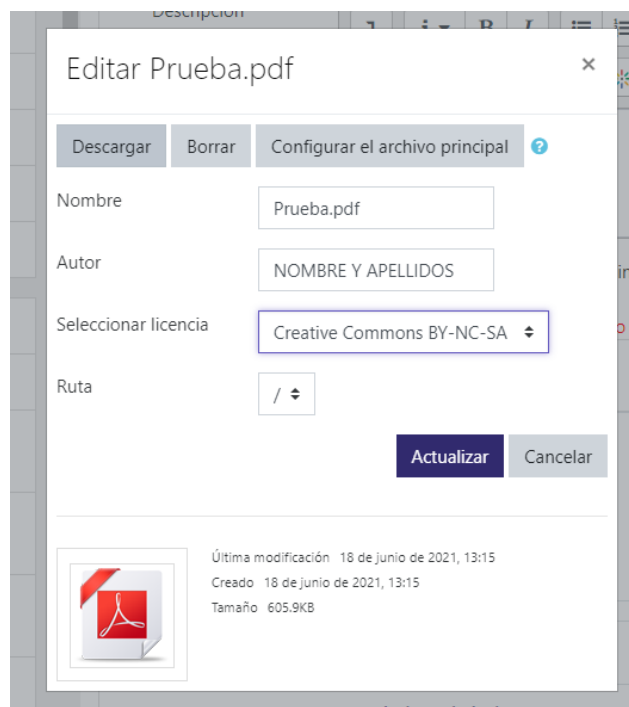 Descripción
Editar Prueba.pdf ×
Descargar Borrar Configurar el archivo principal ?
Nombre Prueba.pdf
Autor NOMBRE Y APELLIDOS
Seleccionar licencia Creative Commons BY-NC-SA
Ruta /
Actualizar Cancelar
Última modificación 18 de junio de 2021, 13:15
Creado 18 de junio de 2021, 13:15
Tamaño 605.9KB